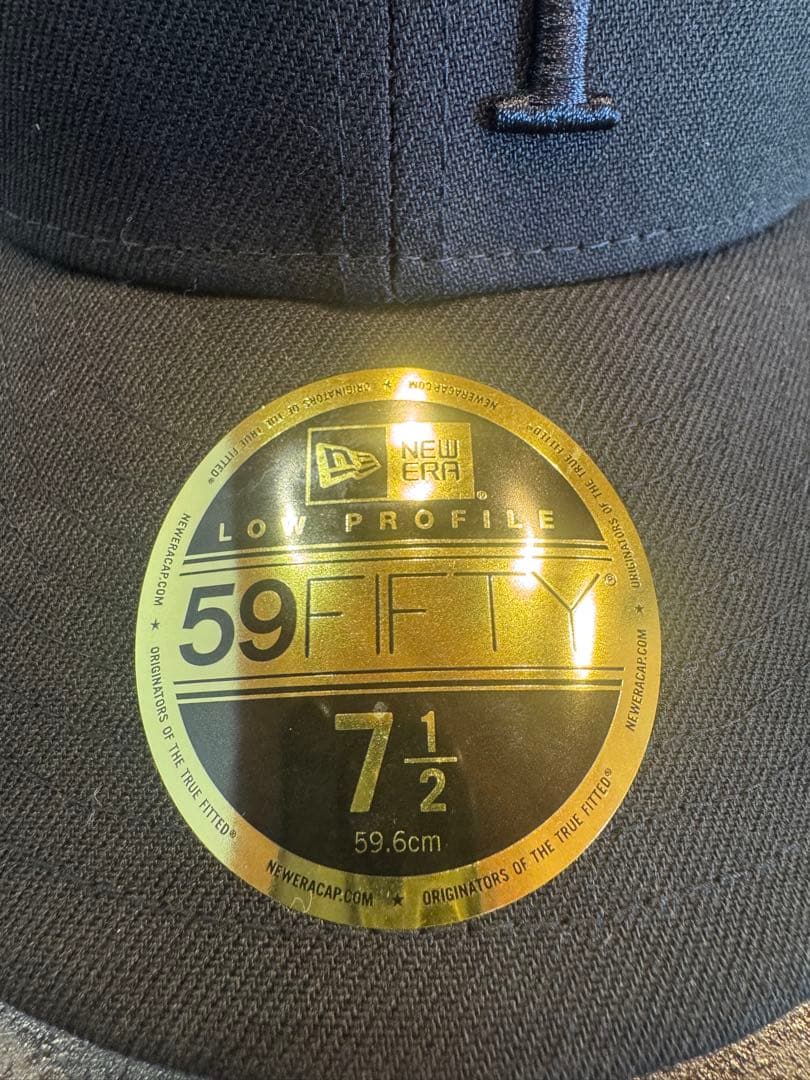 NEW ERA®
LOW PROFILE
59FIFTY®
7 1/2
59.6cm
NEWERACAP.COM ★ ORIGINATORS OF THE TRUE FITTED®
NEWERACAP.COM ★ ORIGINATORS OF THE TRUE FITTED®
NEWERACAP.COM ★ ORIGINATORS OF THE TRUE FITTED®
NEWERACAP.COM ★ ORIGINATORS OF THE TRUE FITTED®